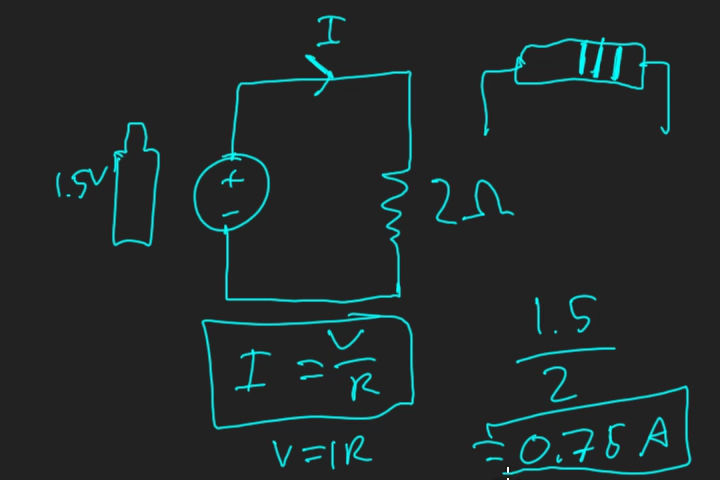 I
1.5V
+
-
2Ω
I = V/R
V=IR
1.5
2
= 0.75 A